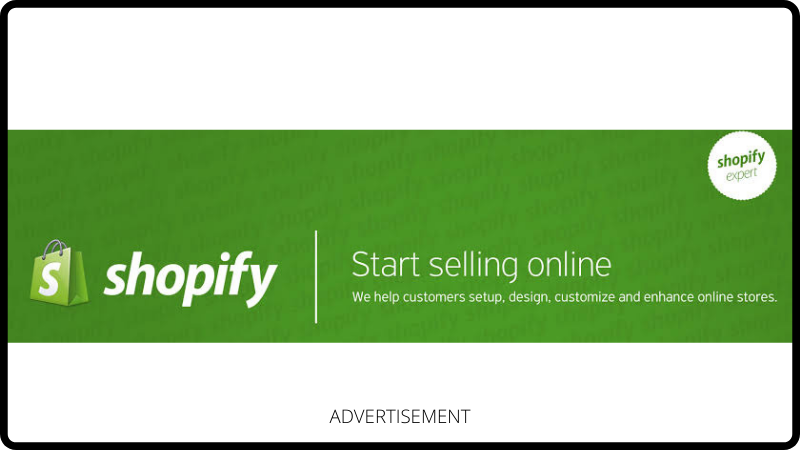 shopify
expert
S
shopify
Start selling online
We help customers setup, design, customize and enhance online stores.
ADVERTISEMENT